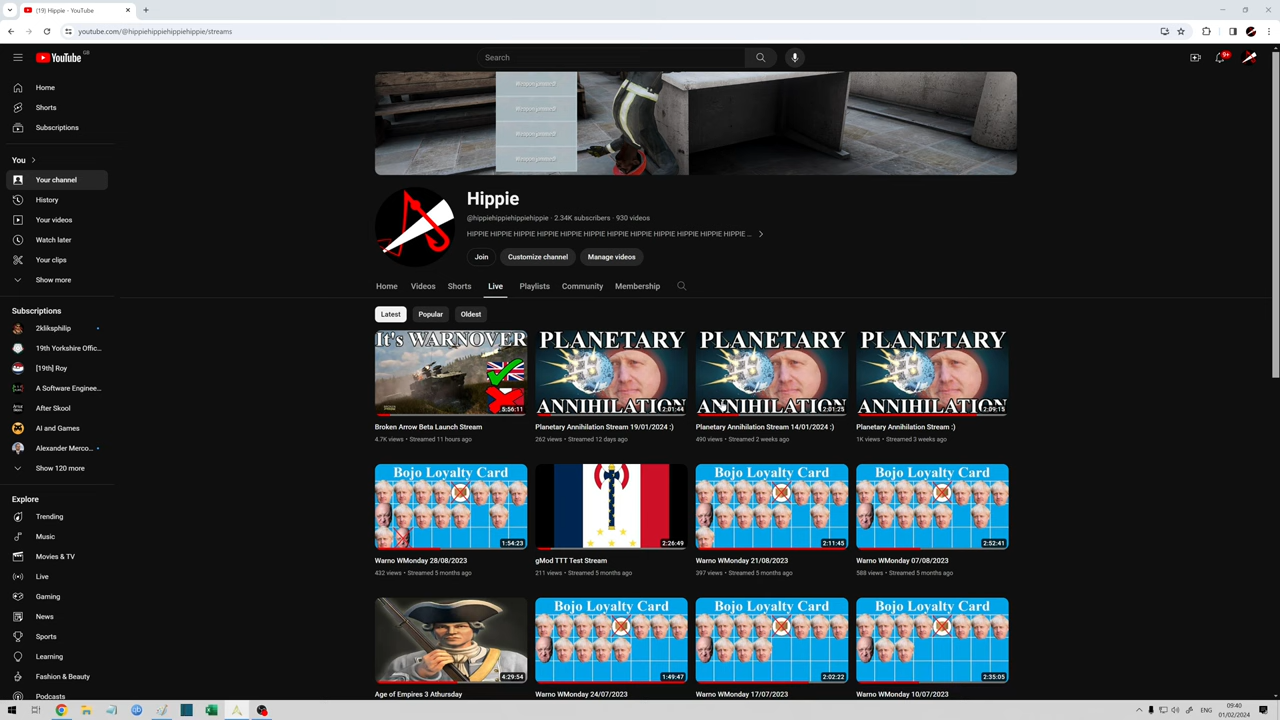 (19) Hippie - YouTube
youtube.com/@hippiehippiehippiehippie/streams
YouTube GB
Search
9+
Home
Shorts
Subscriptions
You
Your channel
History
Your videos
Watch later
Your clips
Show more
Subscriptions
2kliksphilip
19th Yorkshire Offic...
[19th] Roy
A Software Enginee...
After Skool
AI and Games
Alexander Merco...
Show 120 more
Explore
Trending
Music
Movies & TV
Live
Gaming
News
Sports
Learning
Fashion & Beauty
Podcasts
Hippie
@hippiehippiehippiehippie · 2.34K subscribers · 930 videos
HIPPIE HIPPIE HIPPIE HIPPIE HIPPIE HIPPIE HIPPIE HIPPIE HIPPIE HIPPIE HIPPIE HIPPIE ...
Join Customize channel Manage videos
Home Videos Shorts Live Playlists Community Membership
Latest Popular Oldest
It's WARNOVER
5:56:11
Broken Arrow Beta Launch Stream
4.7K views • Streamed 11 hours ago
PLANETARY
ANNIHILATION
2:01:44
Planetary Annihilation Stream 19/01/2024 :)
262 views • Streamed 12 days ago
PLANETARY
ANNIHILATION
2:01:25
Planetary Annihilation Stream 14/01/2024 :)
490 views • Streamed 2 weeks ago
PLANETARY
ANNIHILATION
2:09:15
Planetary Annihilation Stream :)
1K views • Streamed 3 weeks ago
Bojo Loyalty Card
1:54:23
Warno WMonday 28/08/2023
432 views • Streamed 5 months ago
2:26:49
gMod TTT Test Stream
211 views • Streamed 5 months ago
Bojo Loyalty Card
2:11:45
Warno WMonday 21/08/2023
397 views • Streamed 5 months ago
Bojo Loyalty Card
2:52:41
Warno WMonday 07/08/2023
588 views • Streamed 5 months ago
4:29:54
Age of Empires 3 Athursday
Bojo Loyalty Card
1:49:47
Warno WMonday 24/07/2023
Bojo Loyalty Card
2:02:22
Warno WMonday 17/07/2023
Bojo Loyalty Card
2:35:05
Warno WMonday 10/07/2023
ENG
09:40
01/02/2024